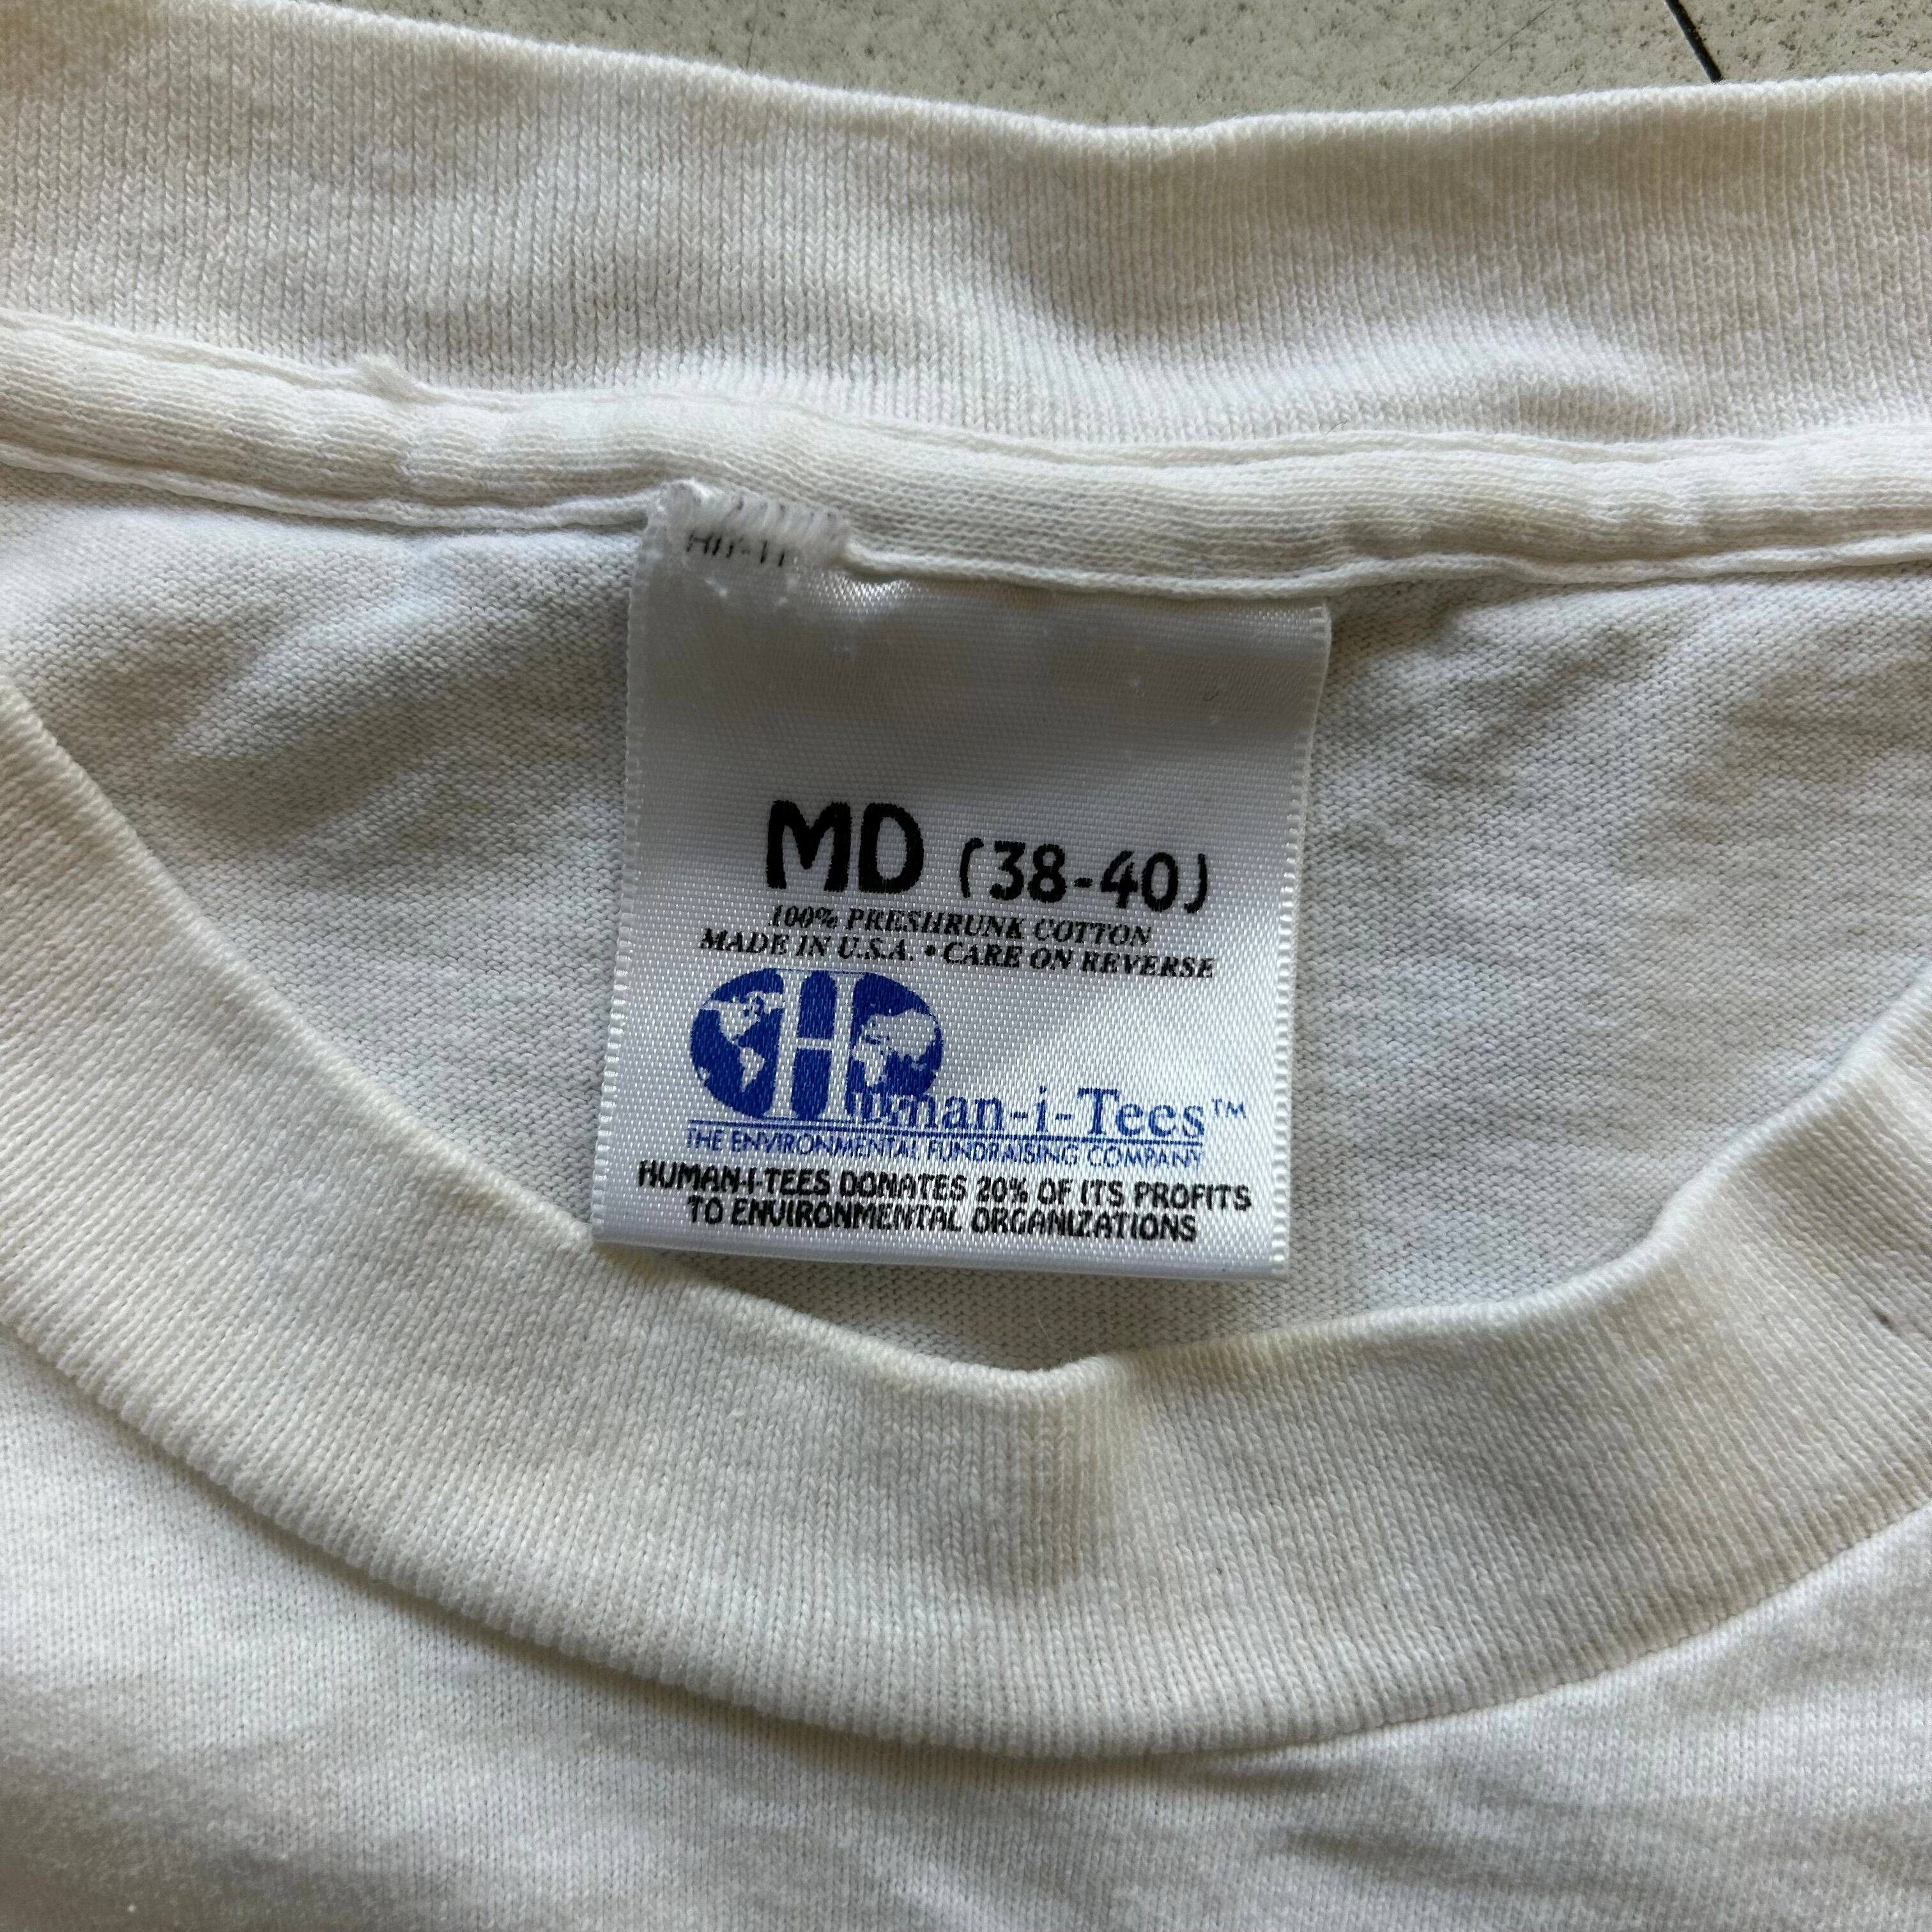 MD (38-40)
100% PRESHRUNK COTTON
MADE IN U.S.A. • CARE ON REVERSE
Human-i-Tees™
THE ENVIRONMENTAL FUNDRAISING COMPANY
HUMAN-I-TEES DONATES 20% OF ITS PROFITS
TO ENVIRONMENTAL ORGANIZATIONS